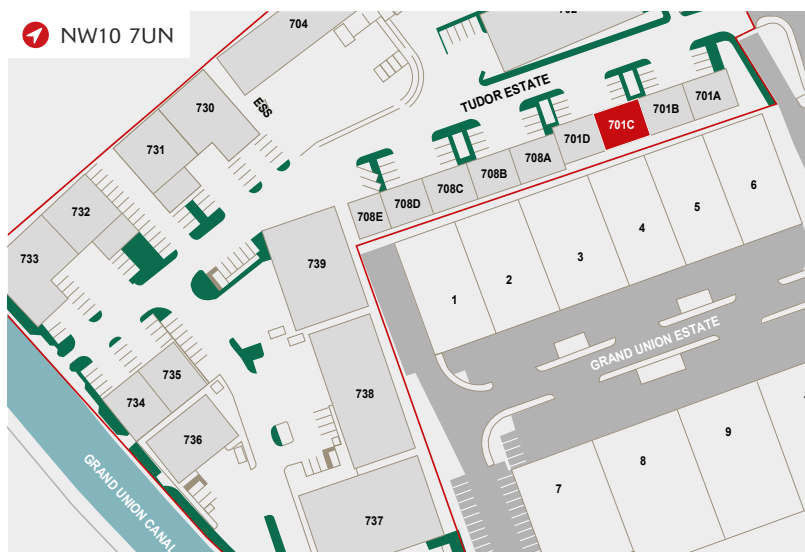 NW10 7UN
704
730
ESS
TUDOR ESTATE
731
732
733
701A
701B
701C
701D
708A
708B
708C
708D
708E
739
1
2
3
4
5
6
GRAND UNION ESTATE
738
735
734
736
GRAND UNION CANAL
737
7
8
9